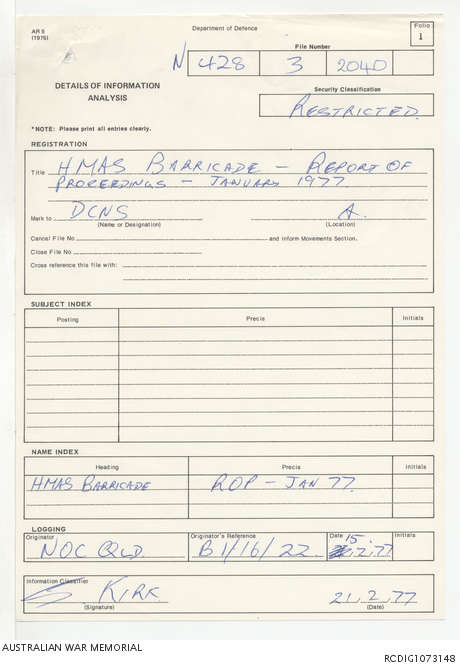 AR 5
(1976)
Department of Defence
Folio
1
File Number
N 428 3 2040
DETAILS OF INFORMATION
ANALYSIS
Security Classification
RESTRICTED
*NOTE: Please print all entries clearly.
REGISTRATION
Title HMAS BARRICADE - REPORT OF
PROCEEDINGS - JANUARY 1977
Mark to DCNS A.
(Name or Designation) (Location)
Cancel File No and inform Movements Section.
Close File No
Cross reference this file with:
SUBJECT INDEX
Posting Precis Initials
NAME INDEX
Heading Precis Initials
HMAS BARRICADE ROP - JAN 77.
LOGGING
Originator Originator's Reference Date Initials
NOC QLD. B1/16/22 15.
.2.77
Information Classifier
KIRK 21.2.77
(Signature) (Date)
AUSTRALIAN WAR MEMORIAL RCDIG1073148